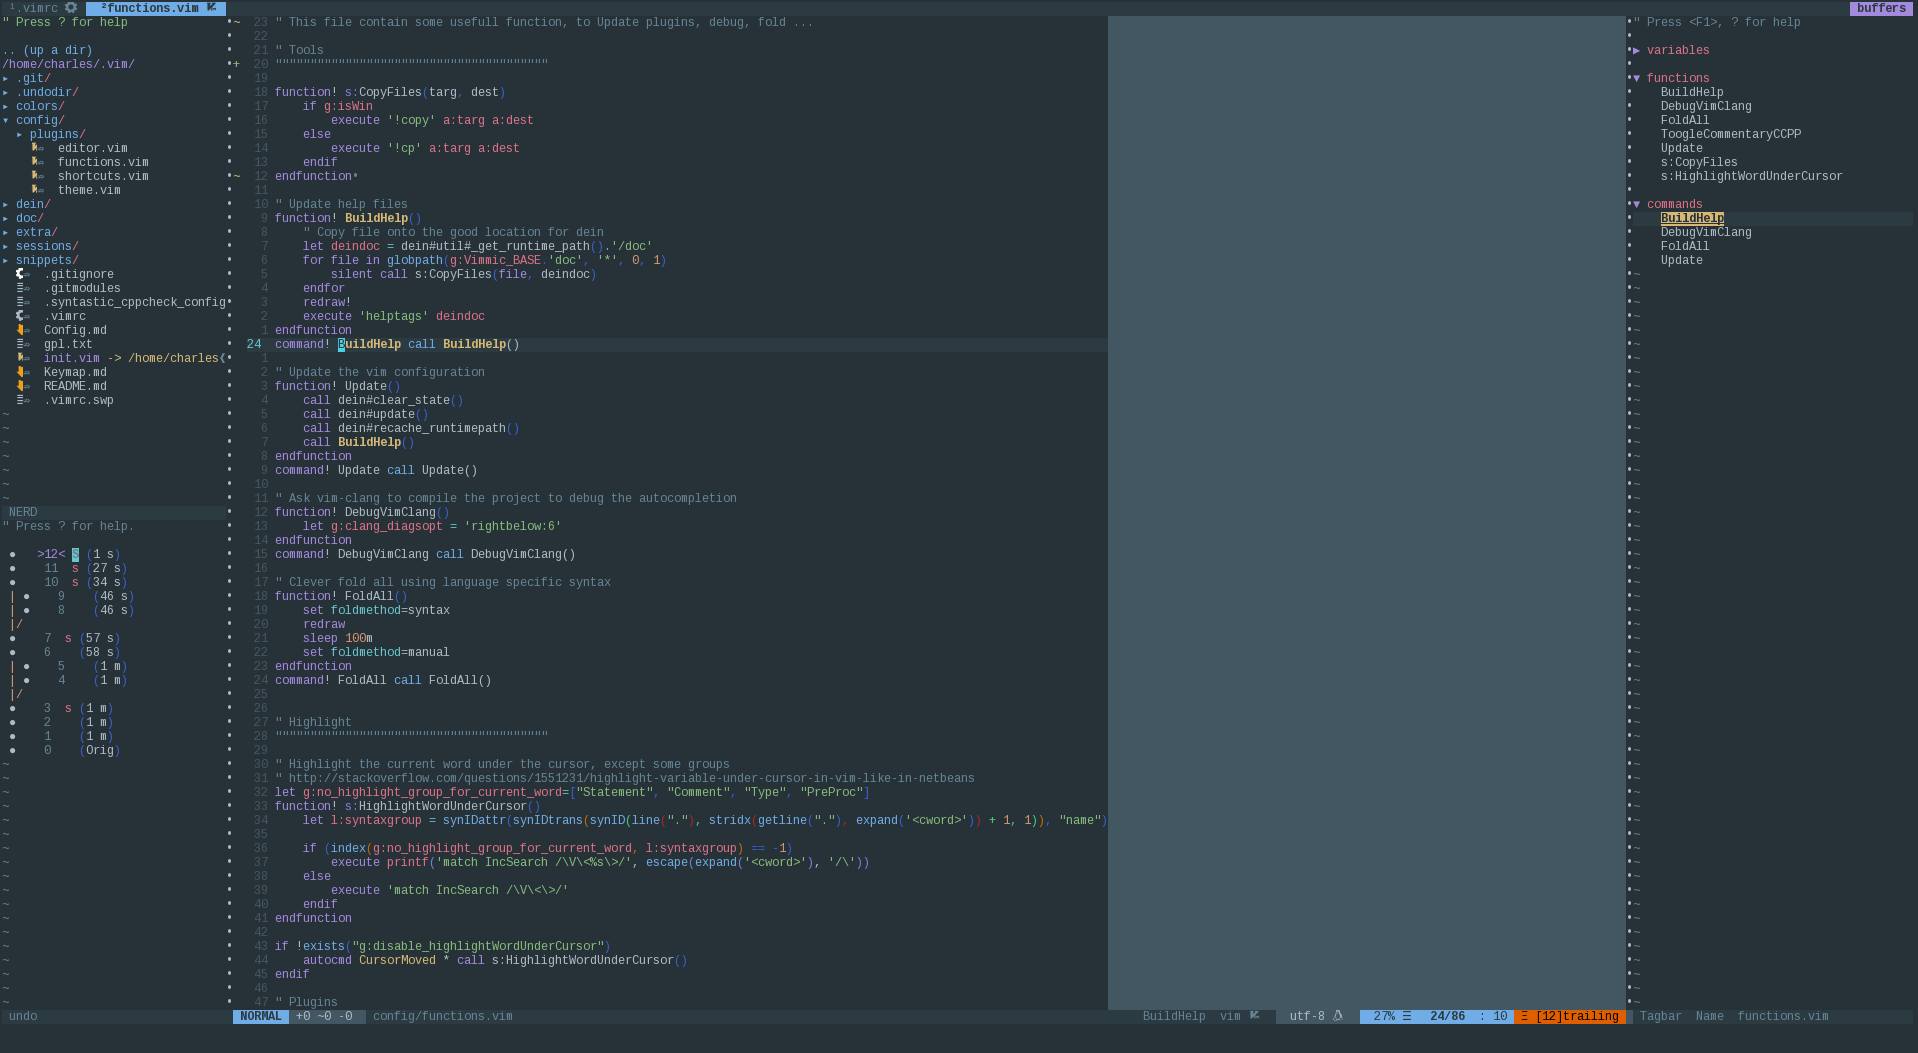 ¹.vimrc ²functions.vim buffers
" Press ? for help
.. (up a dir)
/home/charles/.vim/
▸ .git/
▸ .undodir/
▸ colors/
▾ config/
▸ plugins/
editor.vim
functions.vim
shortcuts.vim
theme.vim
▸ dein/
▸ doc/
▸ extra/
▸ sessions/
▸ snippets/
.gitignore
.gitmodules
.syntastic_cppcheck_config
.vimrc
Config.md
gpl.txt
init.vim -> /home/charles
Keymap.md
README.md
.vimrc.swp
NERD
" Press ? for help.
● >12< S (1 s)
● 11 s (27 s)
● 10 s (34 s)
| ● 9 (46 s)
| ● 8 (46 s)
|/
● 7 s (57 s)
● 6 (58 s)
| ● 5 (1 m)
| ● 4 (1 m)
|/
● 3 s (1 m)
● 2 (1 m)
● 1 (1 m)
● 0 (Orig)
undo
~ 23 " This file contain some usefull function, to Update plugins, debug, fold ...
22
21 " Tools
+ 20 """""""""""""""""""""""""""""""""""""""
19
18 function! s:CopyFiles(targ, dest)
17 if g:isWin
16 execute '!copy' a:targ a:dest
15 else
14 execute '!cp' a:targ a:dest
13 endif
~ 12 endfunction•
11
10 " Update help files
9 function! BuildHelp()
8 " Copy file onto the good location for dein
7 let deindoc = dein#util#_get_runtime_path().'/doc'
6 for file in globpath(g:Vimmic_BASE.'doc', '*', 0, 1)
5 silent call s:CopyFiles(file, deindoc)
4 endfor
3 redraw!
2 execute 'helptags' deindoc
1 endfunction
24 command! BuildHelp call BuildHelp()
1
2 " Update the vim configuration
3 function! Update()
4 call dein#clear_state()
5 call dein#update()
6 call dein#recache_runtimepath()
7 call BuildHelp()
8 endfunction
9 command! Update call Update()
10
11 " Ask vim-clang to compile the project to debug the autocompletion
12 function! DebugVimClang()
13 let g:clang_diagsopt = 'rightbelow:6'
14 endfunction
15 command! DebugVimClang call DebugVimClang()
16
17 " Clever fold all using language specific syntax
18 function! FoldAll()
19 set foldmethod=syntax
20 redraw
21 sleep 100m
22 set foldmethod=manual
23 endfunction
24 command! FoldAll call FoldAll()
25
26
27 " Highlight
28 """""""""""""""""""""""""""""""""""""""
29
30 " Highlight the current word under the cursor, except some groups
31 " http://stackoverflow.com/questions/1551231/highlight-variable-under-cursor-in-vim-like-in-netbeans
32 let g:no_highlight_group_for_current_word=["Statement", "Comment", "Type", "PreProc"]
33 function! s:HighlightWordUnderCursor()
34 let l:syntaxgroup = synIDattr(synIDtrans(synID(line("."), stridx(getline("."), expand('<cword>')) + 1, 1)), "name")
35
36 if (index(g:no_highlight_group_for_current_word, l:syntaxgroup) == -1)
37 execute printf('match IncSearch /\V\<%s\>/', escape(expand('<cword>'), '/\'))
38 else
39 execute 'match IncSearch /\V\<\>/'
40 endif
41 endfunction
42
43 if !exists("g:disable_highlightWordUnderCursor")
44 autocmd CursorMoved * call s:HighlightWordUnderCursor()
45 endif
46
47 " Plugins
NORMAL +0 ~0 -0 config/functions.vim BuildHelp vim utf-8 27% ☰ 24/86 : 10 Ξ [12]trailing
" Press <F1>, ? for help
▶ variables
▼ functions
BuildHelp
DebugVimClang
FoldAll
ToogleCommentaryCCPP
Update
s:CopyFiles
s:HighlightWordUnderCursor
▼ commands
BuildHelp
DebugVimClang
FoldAll
Update
Tagbar Name functions.vim